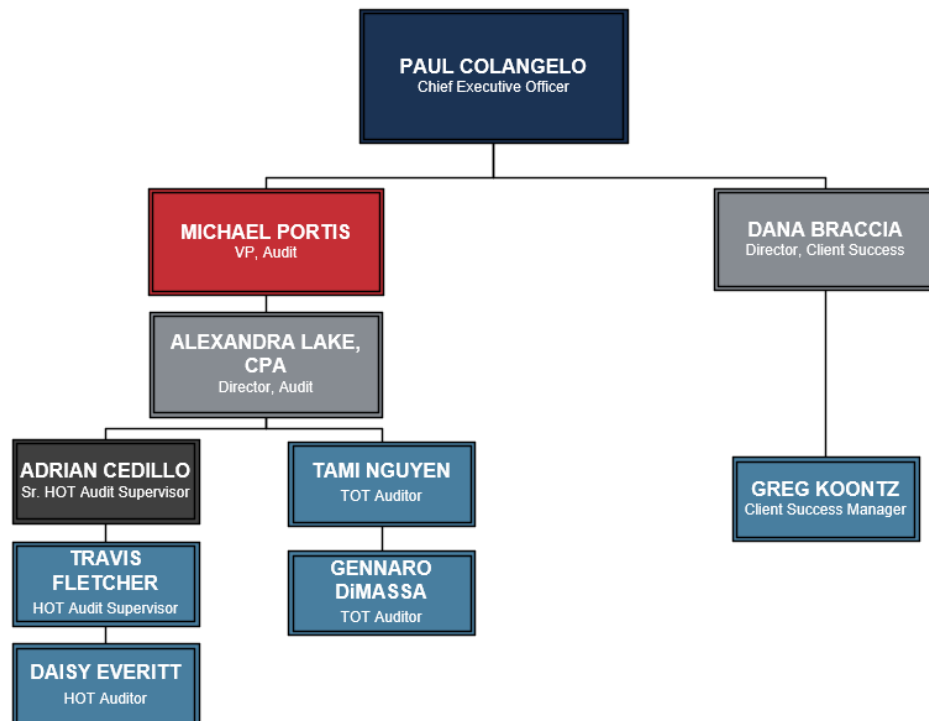 PAUL COLANGELO
Chief Executive Officer
MICHAEL PORTIS
VP, Audit
DANA BRACCIA
Director, Client Success
ALEXANDRA LAKE,
CPA
Director, Audit
ADRIAN CEDILLO
Sr. HOT Audit Supervisor
TAMI NGUYEN
TOT Auditor
GREG KOONTZ
Client Success Manager
TRAVIS
FLETCHER
HOT Audit Supervisor
GENNARO
DiMASSA
TOT Auditor
DAISY EVERITT
HOT Auditor